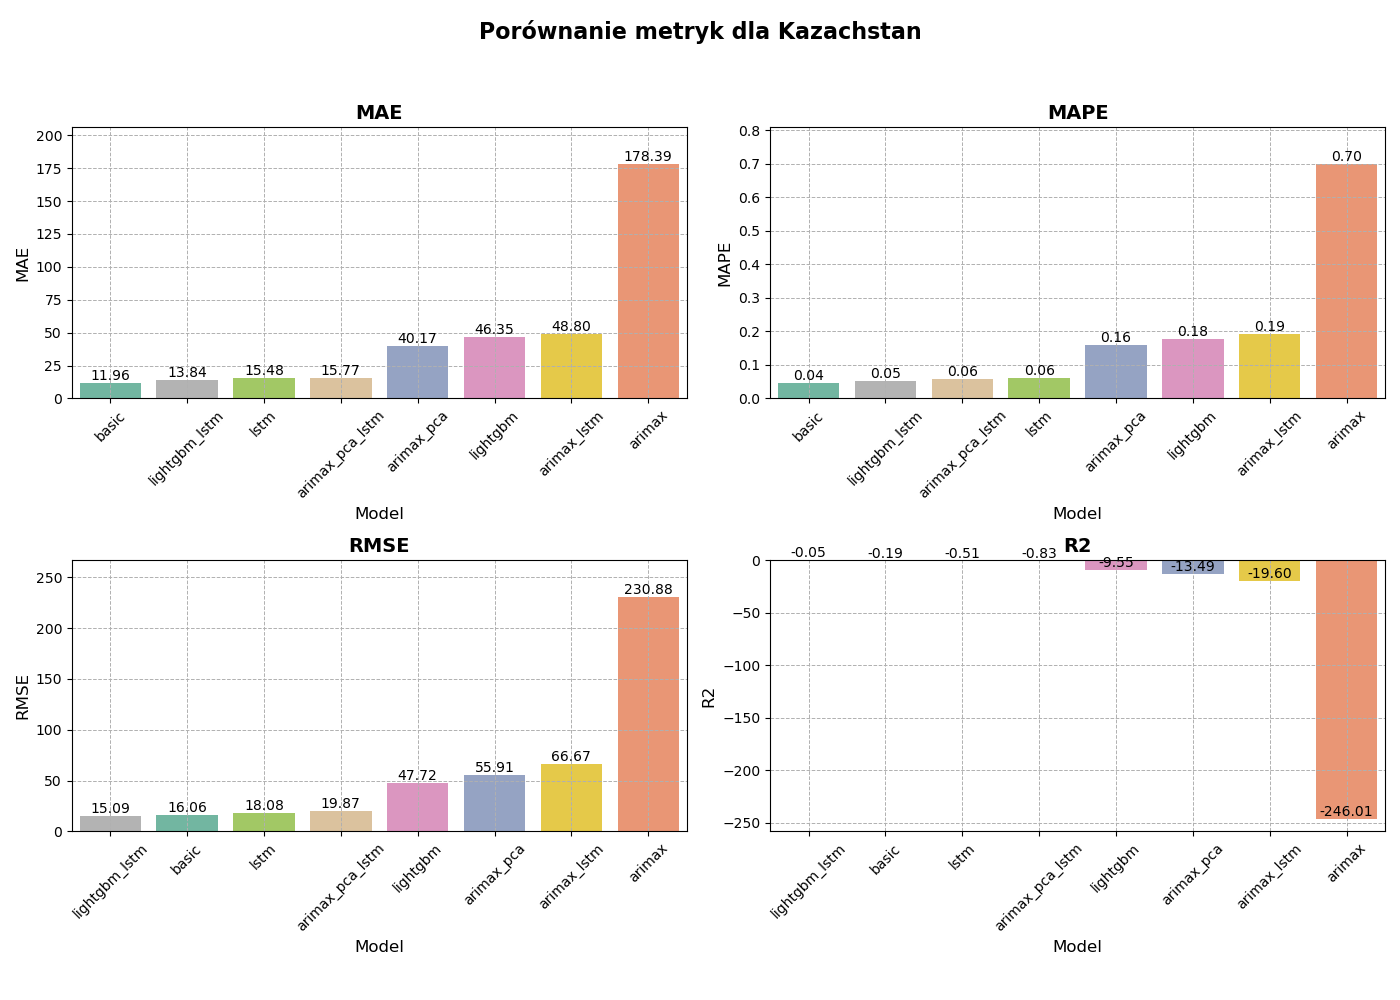 Porównanie metryk dla Kazachstan
MAE
MAE
200
175
150
125
100
75
50
25
0
11.96
13.84
15.48
15.77
40.17
46.35
48.80
178.39
basic
lightgbm_lstm
lstm
arimax_pca_lstm
arimax_pca
lightgbm
arimax_lstm
arimax
Model
MAPE
MAPE
0.8
0.7
0.6
0.5
0.4
0.3
0.2
0.1
0.0
0.04
0.05
0.06
0.06
0.16
0.18
0.19
0.70
basic
lightgbm_lstm
arimax_pca_lstm
lstm
arimax_pca
lightgbm
arimax_lstm
arimax
Model
RMSE
RMSE
250
200
150
100
50
0
15.09
16.06
18.08
19.87
47.72
55.91
66.67
230.88
lightgbm_lstm
basic
lstm
arimax_pca_lstm
lightgbm
arimax_pca
arimax_lstm
arimax
Model
R2
R2
0
−50
−100
−150
−200
−250
-0.05
-0.19
-0.51
-0.83
-9.55
-13.49
-19.60
-246.01
lightgbm_lstm
basic
lstm
arimax_pca_lstm
lightgbm
arimax_pca
arimax_lstm
arimax
Model